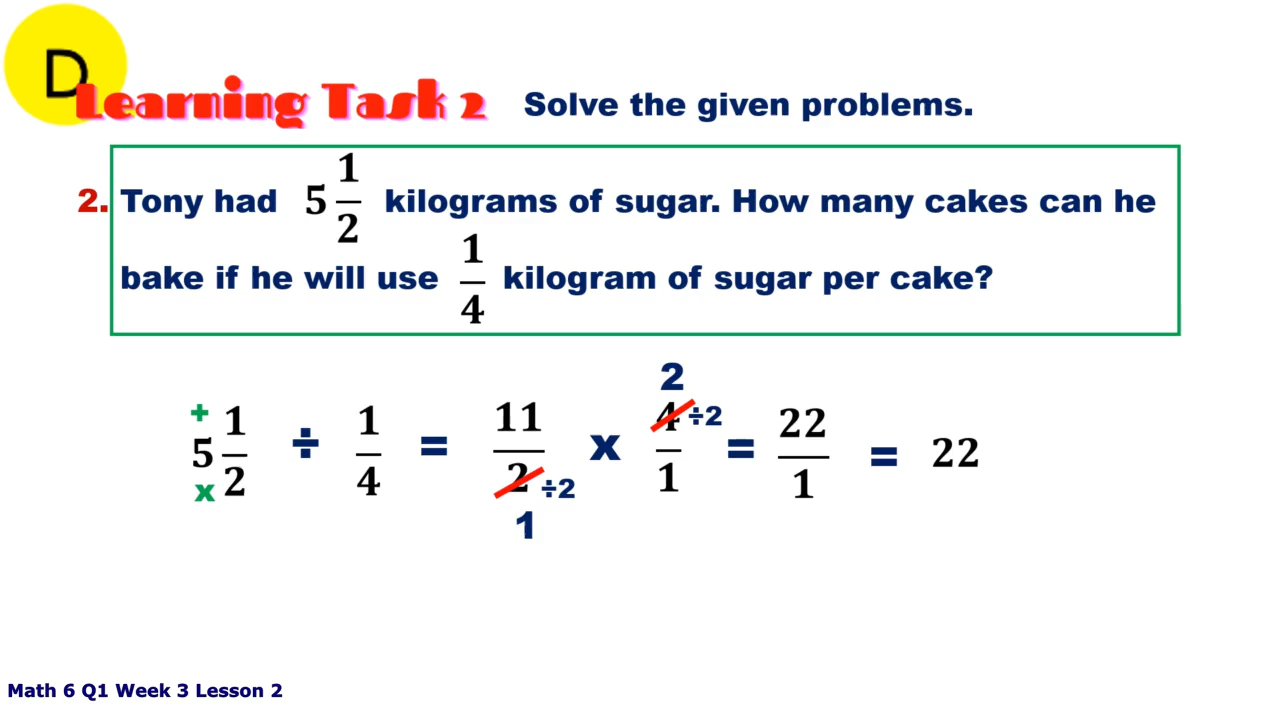 D
Learning Task 2 Solve the given problems.
2. Tony had 5 1/2 kilograms of sugar. How many cakes can he
bake if he will use 1/4 kilogram of sugar per cake?
2
+ 5 1/2 x ÷ 1/4 = 11/2 ÷2 x 4/1 ÷2 = 22/1 = 22
1
Math 6 Q1 Week 3 Lesson 2